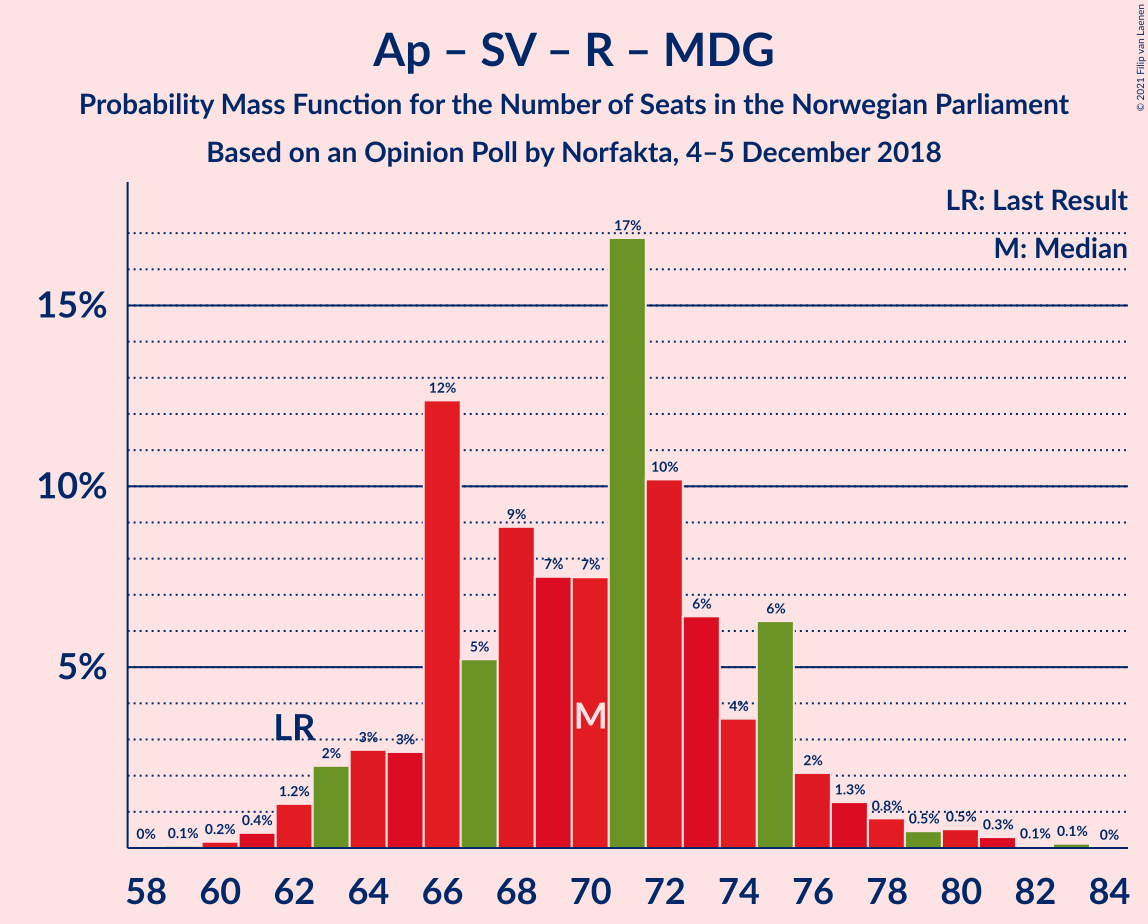 Ap – SV – R – MDG
Probability Mass Function for the Number of Seats in the Norwegian Parliament
Based on an Opinion Poll by Norfakta, 4–5 December 2018
© 2021 Filip van Laenen
LR: Last Result
M: Median
15%
10%
5%
0% 0.1% 0.2% 0.4% 1.2% 2% 3% 3% 12% 5% 9% 7% 7% 17% 10% 6% 4% 6% 2% 1.3% 0.8% 0.5% 0.5% 0.3% 0.1% 0.1% 0%
LR
M
58 60 62 64 66 68 70 72 74 76 78 80 82 84